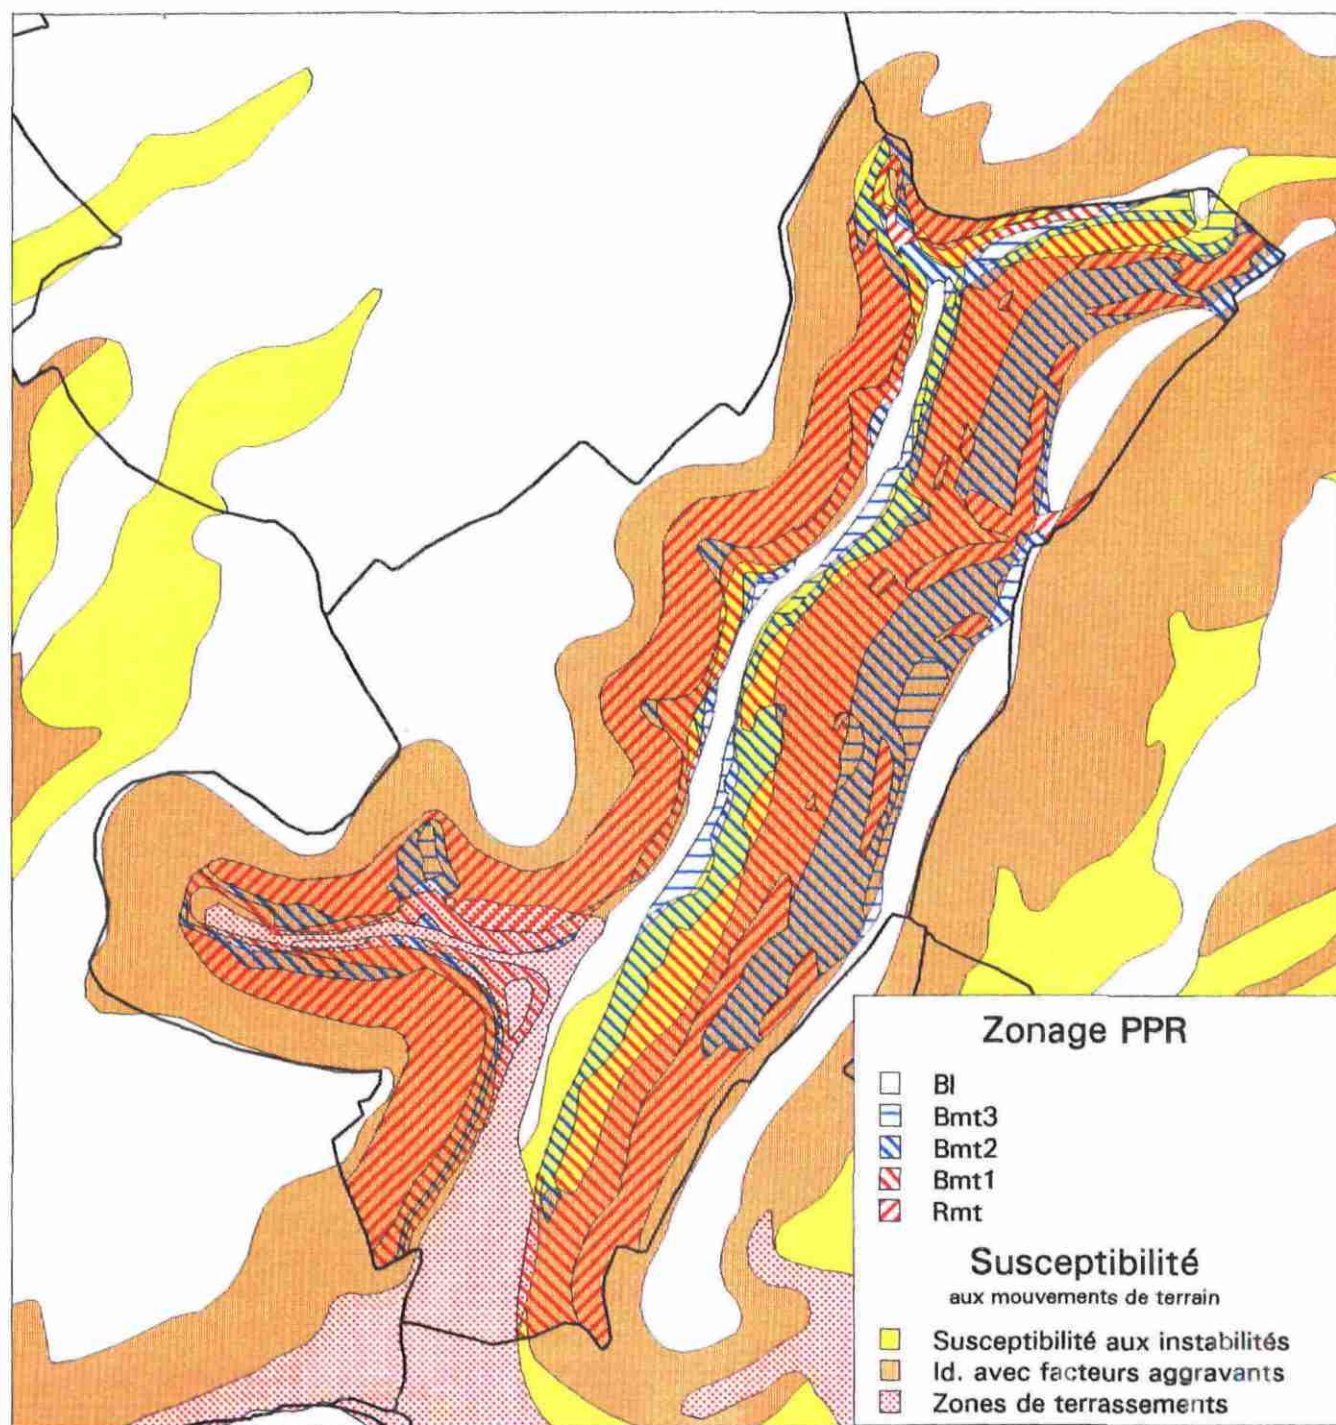 Zonage PPR
Bl
Bmt3
Bmt2
Bmt1
Rmt
Susceptibilité
aux mouvements de terrain
Susceptibilité aux instabilités
Id. avec facteurs aggravants
Zones de terrassements